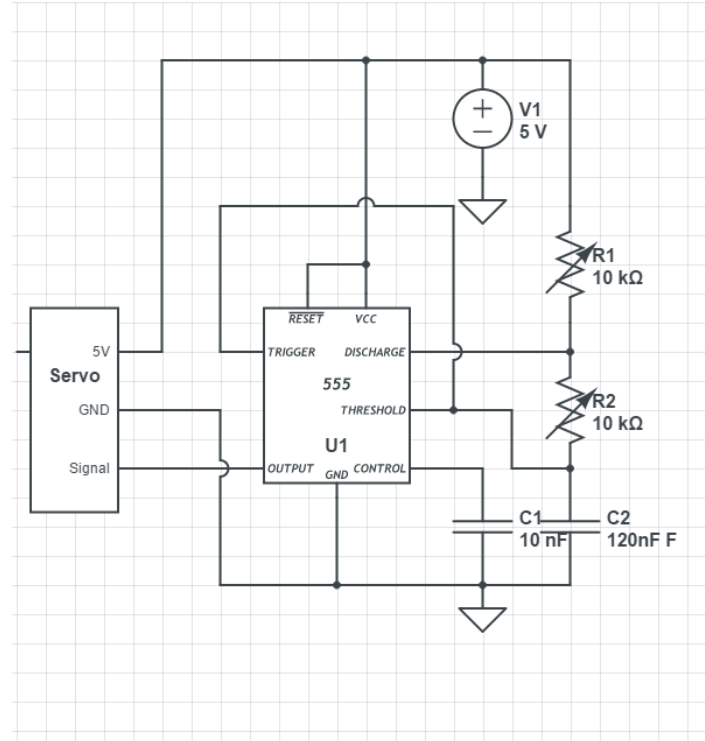 V1
5 V
R1
10 kΩ
RESET
VCC
5V
TRIGGER
DISCHARGE
Servo
555
R2
10 kΩ
GND
THRESHOLD
U1
Signal
OUTPUT
GND
CONTROL
C1
10 nF
C2
120nF F